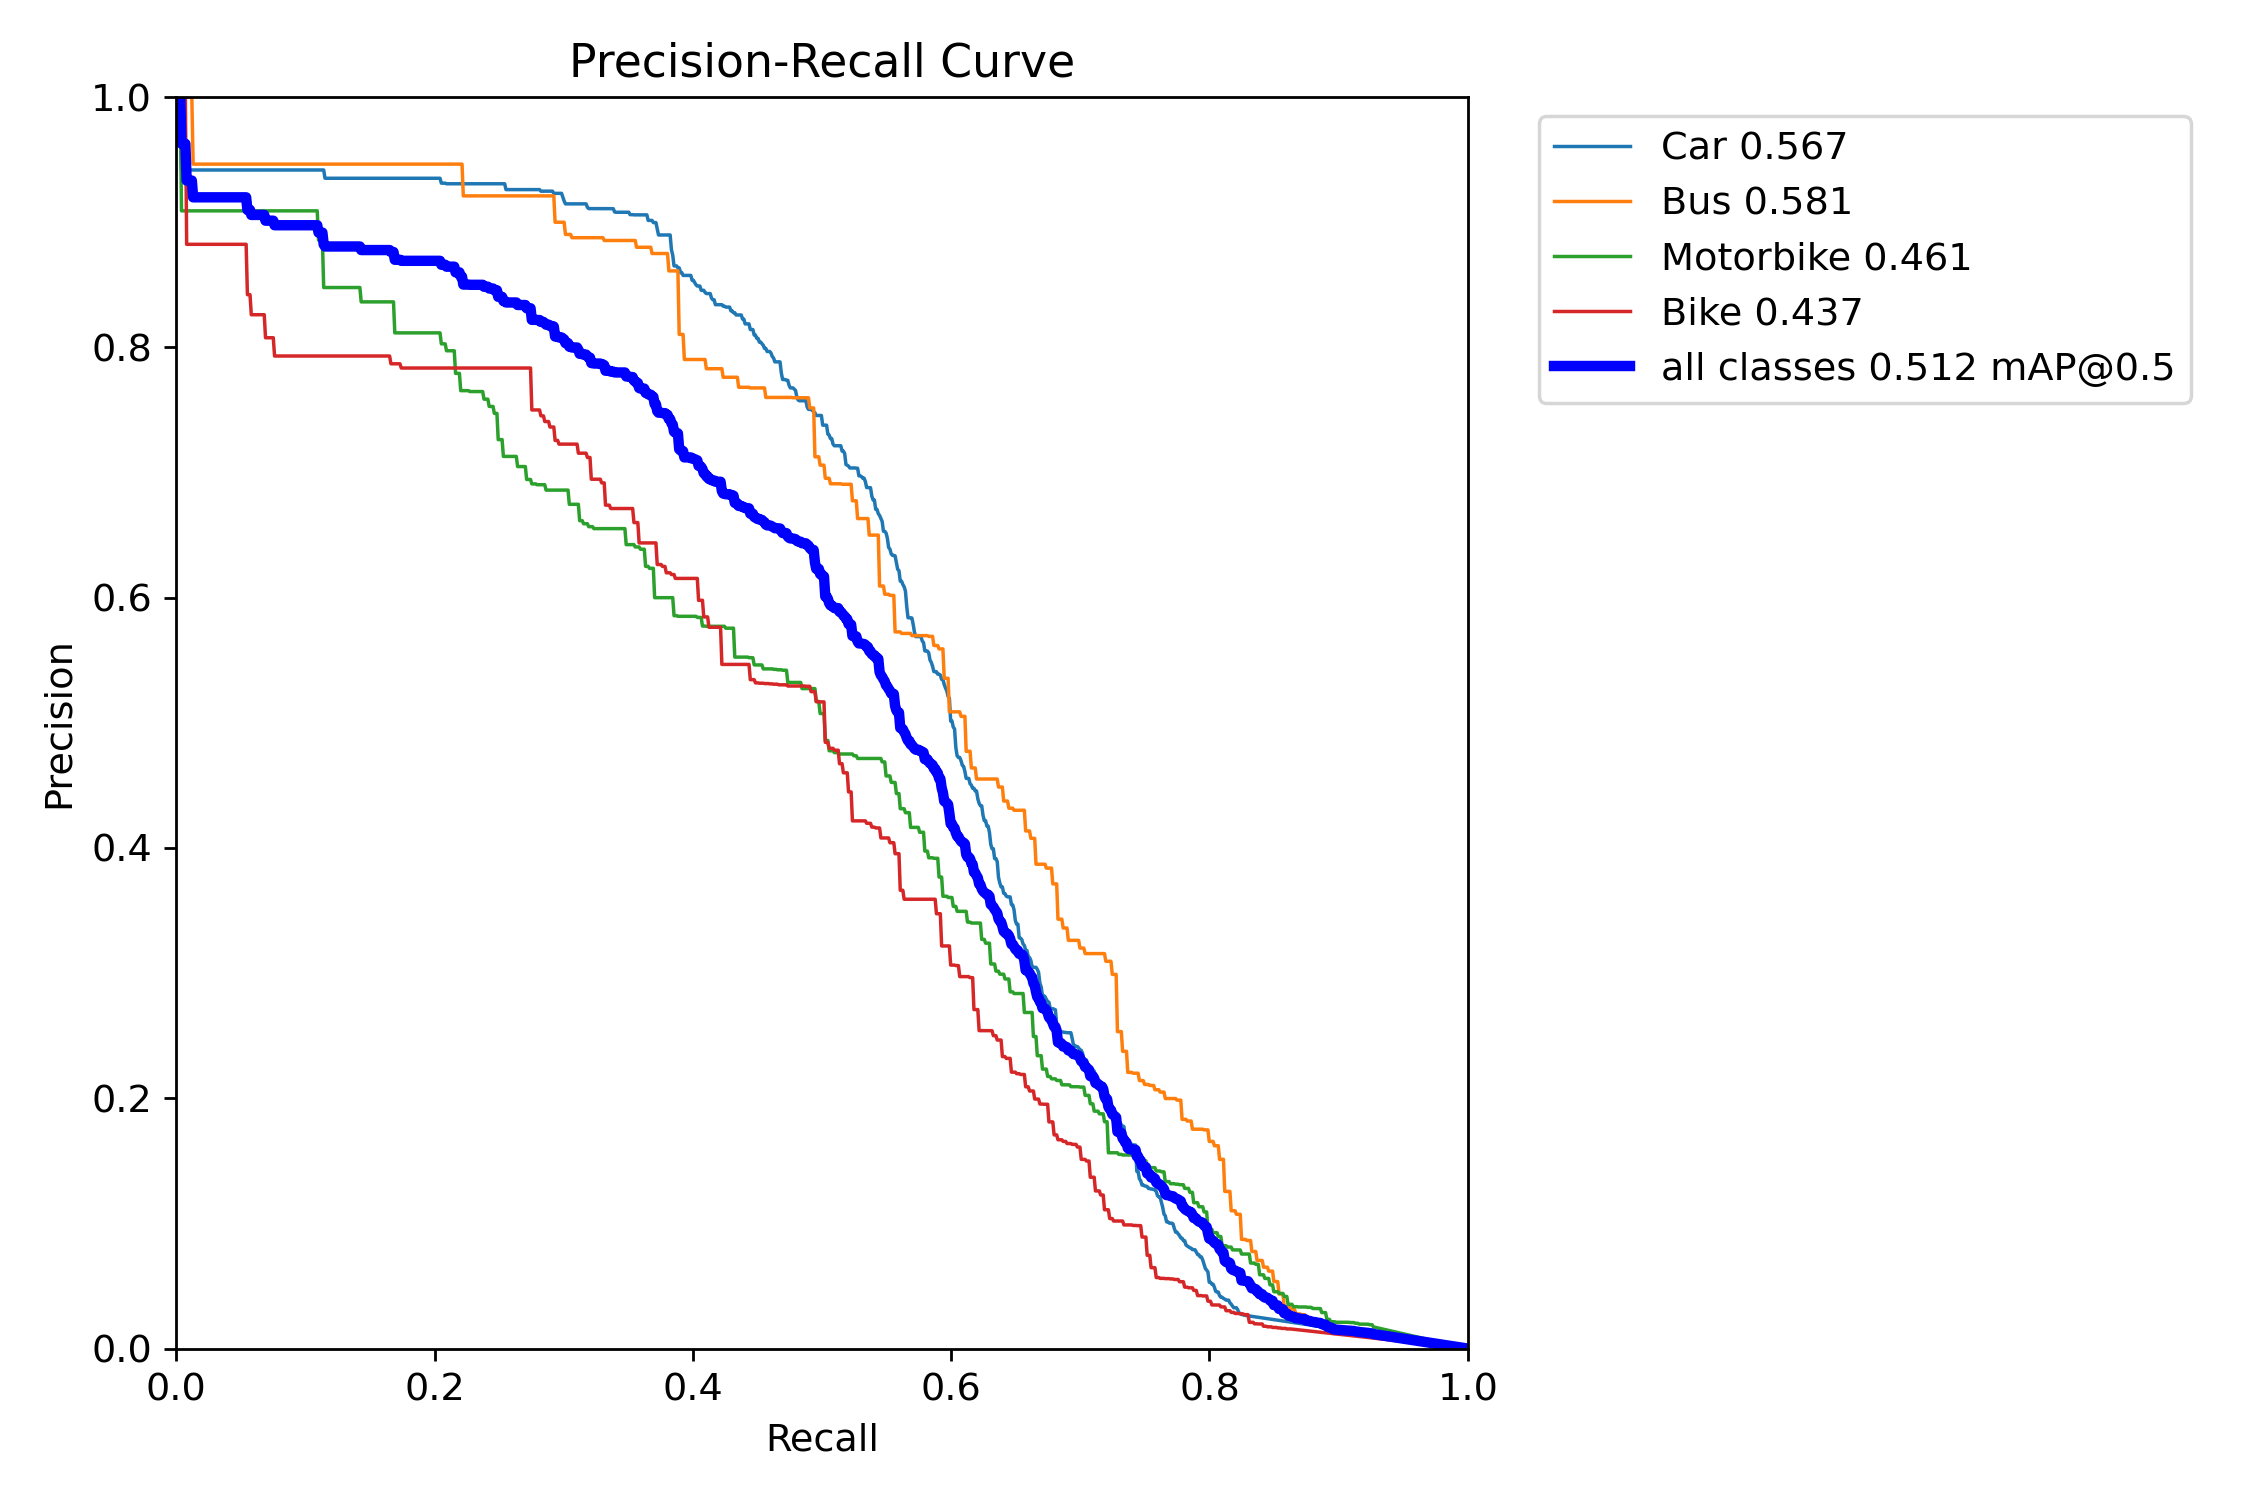 Precision-Recall Curve
1.0
0.8
0.6
0.4
0.2
0.0
Precision
0.0 0.2 0.4 0.6 0.8 1.0
Recall
Car 0.567
Bus 0.581
Motorbike 0.461
Bike 0.437
all classes 0.512 mAP@0.5